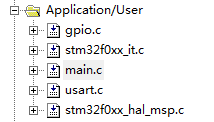 Application/User
gpio.c
stm32f0xx_it.c
main.c
usart.c
stm32f0xx_hal_msp.c